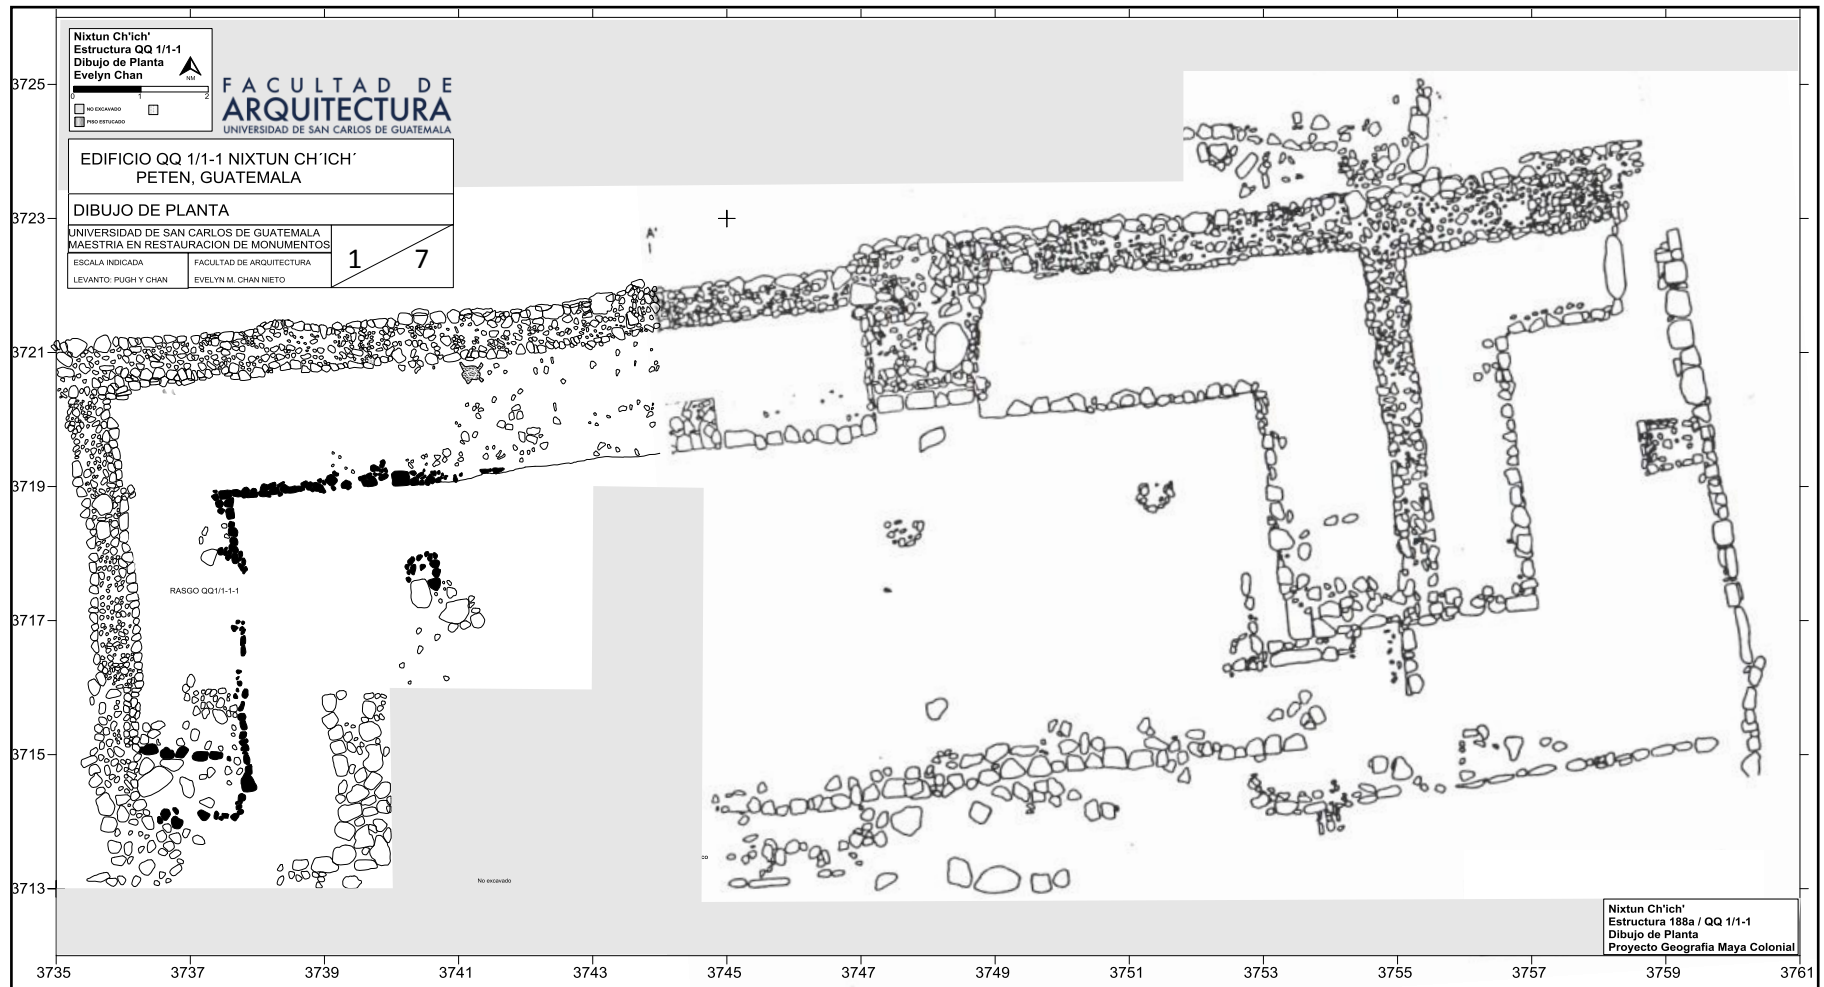 Nixtun Ch'ich'
Estructura QQ 1/1-1
Dibujo de Planta
Evelyn Chan
NM
0 1 2
NO EXCAVADO
PISO ESTUCADO
FACULTAD DE
ARQUITECTURA
UNIVERSIDAD DE SAN CARLOS DE GUATEMALA
EDIFICIO QQ 1/1-1 NIXTUN CH´ICH´
PETEN, GUATEMALA
DIBUJO DE PLANTA
UNIVERSIDAD DE SAN CARLOS DE GUATEMALA
MAESTRIA EN RESTAURACION DE MONUMENTOS
ESCALA INDICADA
FACULTAD DE ARQUITECTURA
LEVANTO: PUGH Y CHAN
EVELYN M. CHAN NIETO
1 7
A'
3725
3723
3721
3719
3717
3715
3713
RASGO QQ1/1-1-1
No excavado
Nixtun Ch'ich'
Estructura 188a / QQ 1/1-1
Dibujo de Planta
Proyecto Geografia Maya Colonial
3735 3737 3739 3741 3743 3745 3747 3749 3751 3753 3755 3757 3759 3761